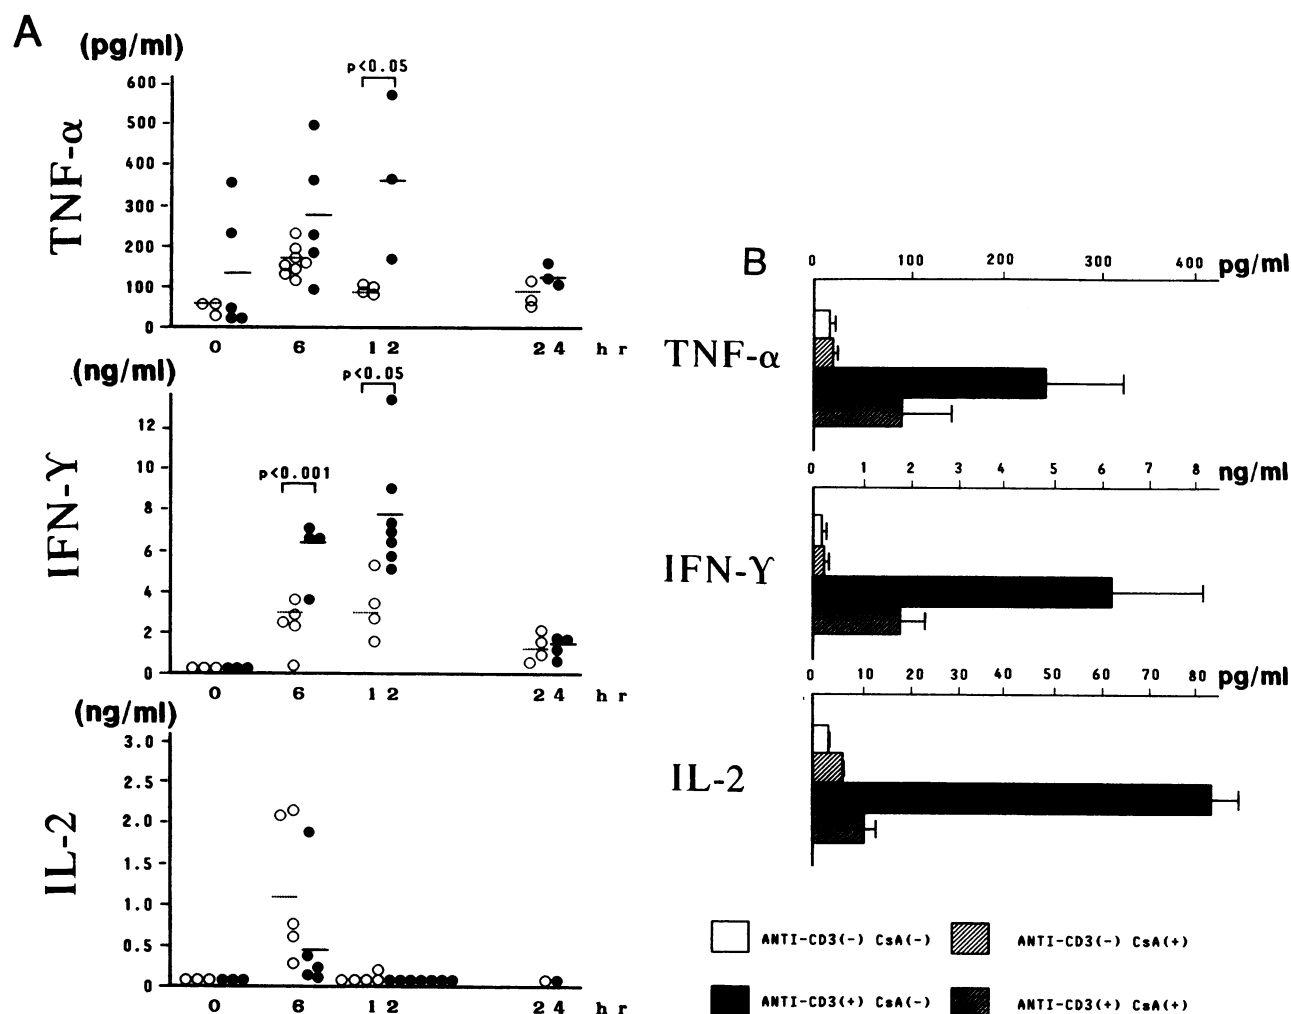 A
(pg/ml)
TNF-α
600
500
400
300
200
100
0
p<0.05
0 6 12 24 hr
(ng/ml)
IFN-ϒ
12
10
8
6
4
2
0
p<0.001
p<0.05
0 6 12 24 hr
(ng/ml)
IL-2
3.0
2.5
2.0
1.5
1.0
0.5
0
0 6 12 24 hr
B
0 100 200 300 400 pg/ml
TNF-α
0 1 2 3 4 5 6 7 8 ng/ml
IFN-ϒ
0 10 20 30 40 50 60 70 80 pg/ml
IL-2
ANTI-CD3(-) CsA(-)
ANTI-CD3(-) CsA(+)
ANTI-CD3(+) CsA(-)
ANTI-CD3(+) CsA(+)